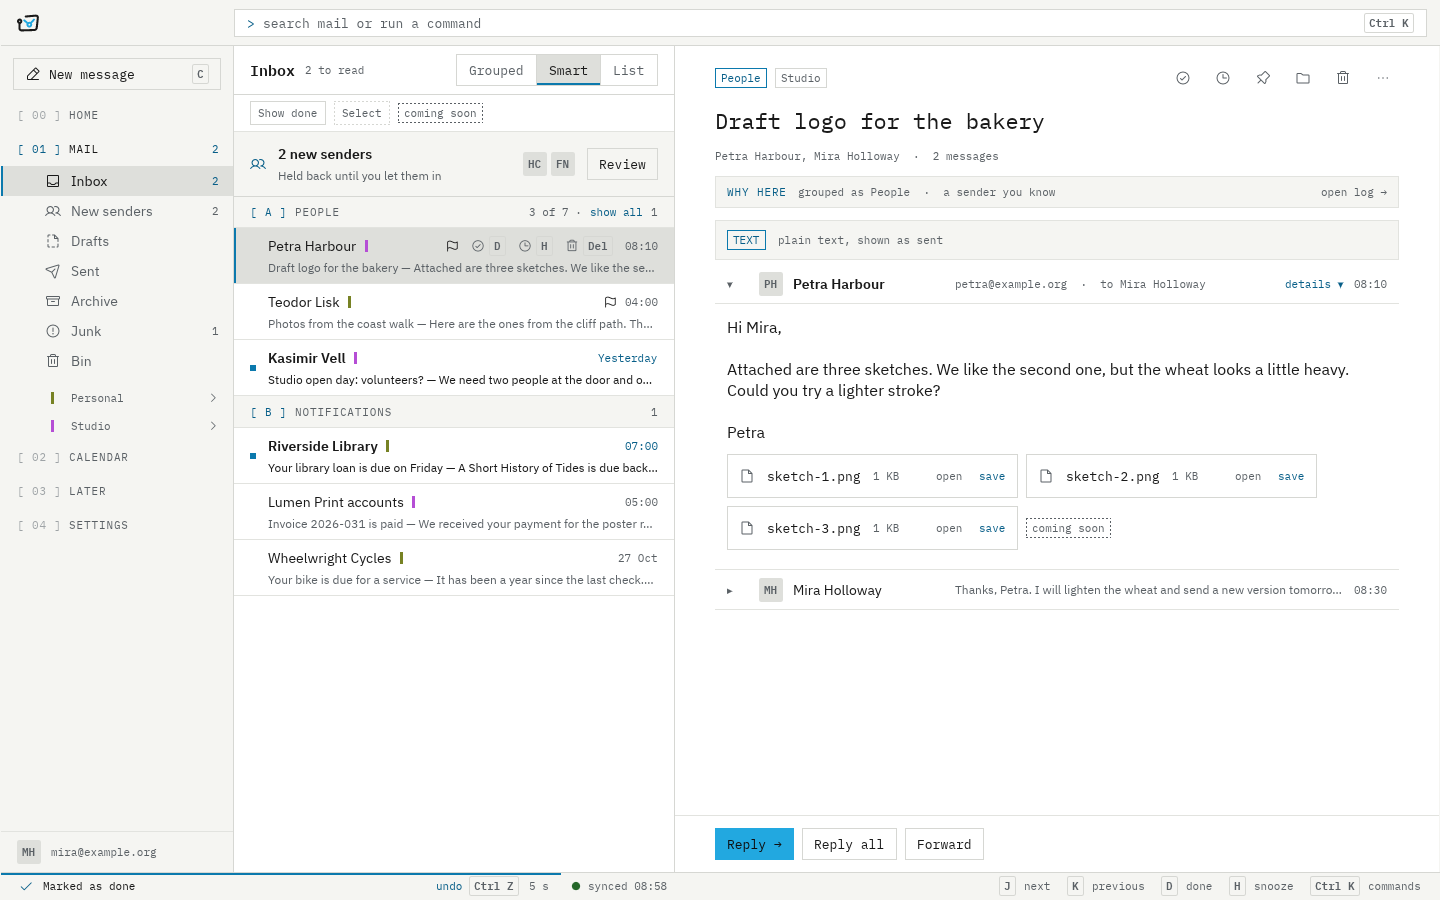 > search mail or run a command Ctrl K
New message C
[ 00 ] HOME
[ 01 ] MAIL 2
Inbox 2
New senders 2
Drafts
Sent
Archive
Junk 1
Bin
Personal
Studio
[ 02 ] CALENDAR
[ 03 ] LATER
[ 04 ] SETTINGS
MH mira@example.org
Inbox 2 to read Grouped Smart List
Show done Select coming soon
2 new senders
Held back until you let them in
HC FN Review
[ A ] PEOPLE 3 of 7 · show all 1
Petra Harbour D H Del 08:10
Draft logo for the bakery — Attached are three sketches. We like the se…
Teodor Lisk 04:00
Photos from the coast walk — Here are the ones from the cliff path. Th…
Kasimir Vell Yesterday
Studio open day: volunteers? — We need two people at the door and o…
[ B ] NOTIFICATIONS 1
Riverside Library 07:00
Your library loan is due on Friday — A Short History of Tides is due back…
Lumen Print accounts 05:00
Invoice 2026-031 is paid — We received your payment for the poster r…
Wheelwright Cycles 27 Oct
Your bike is due for a service — It has been a year since the last check.…
People Studio
Draft logo for the bakery
Petra Harbour, Mira Holloway · 2 messages
WHY HERE grouped as People · a sender you know open log →
TEXT plain text, shown as sent
▾ PH Petra Harbour petra@example.org · to Mira Holloway details ▾ 08:10
Hi Mira,
Attached are three sketches. We like the second one, but the wheat looks a little heavy.
Could you try a lighter stroke?
Petra
sketch-1.png 1 KB open save sketch-2.png 1 KB open save
sketch-3.png 1 KB open save coming soon
▸ MH Mira Holloway Thanks, Petra. I will lighten the wheat and send a new version tomorro… 08:30
Reply → Reply all Forward
Marked as done undo Ctrl Z 5 s synced 08:58 J next K previous D done H snooze Ctrl K commands